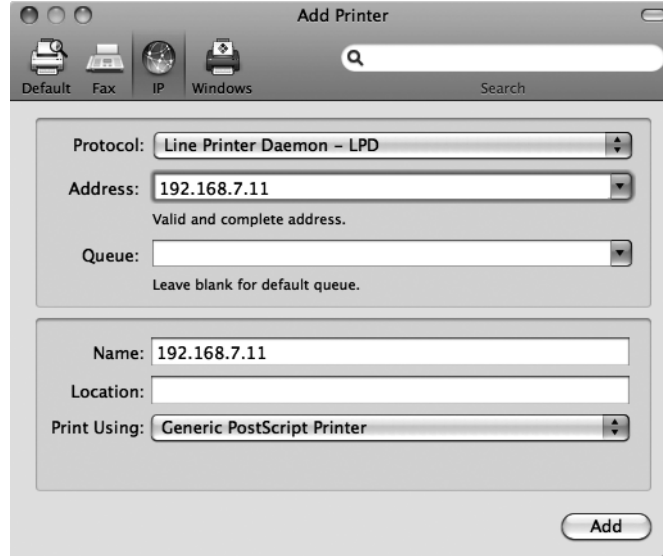 Add Printer
Default Fax IP Windows Search
Protocol: Line Printer Daemon – LPD
Address: 192.168.7.11
Valid and complete address.
Queue:
Leave blank for default queue.
Name: 192.168.7.11
Location:
Print Using: Generic PostScript Printer
Add